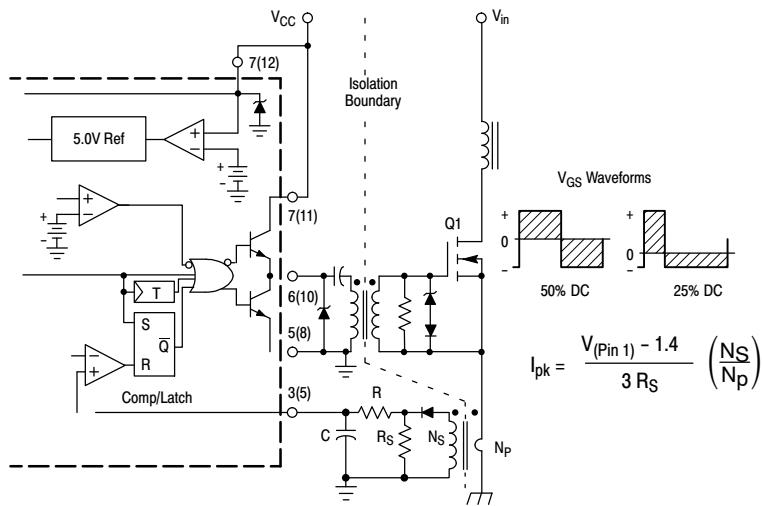 V_CC
V_in
7(12)
Isolation
Boundary
+
–
+
–
5.0V Ref
V_GS Waveforms
+
–
+
–
7(11)
Q1
+
0
–
+
0
–
50% DC
25% DC
6(10)
T
S
Q̅
R
5(8)
–
+
Comp/Latch
3(5)
R
C
R_S
N_S
N_P
I_pk = V_(Pin 1) – 1.4 / 3 R_S (N_S / N_p)